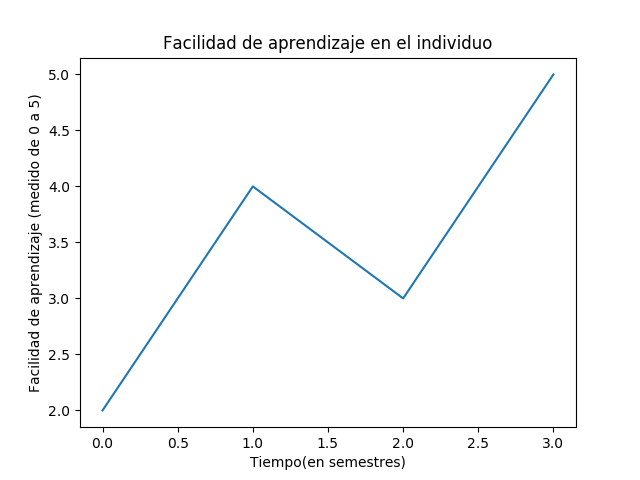 Facilidad de aprendizaje en el individuo
Facilidad de aprendizaje (medido de 0 a 5)
5.0
4.5
4.0
3.5
3.0
2.5
2.0
0.0 0.5 1.0 1.5 2.0 2.5 3.0
Tiempo(en semestres)